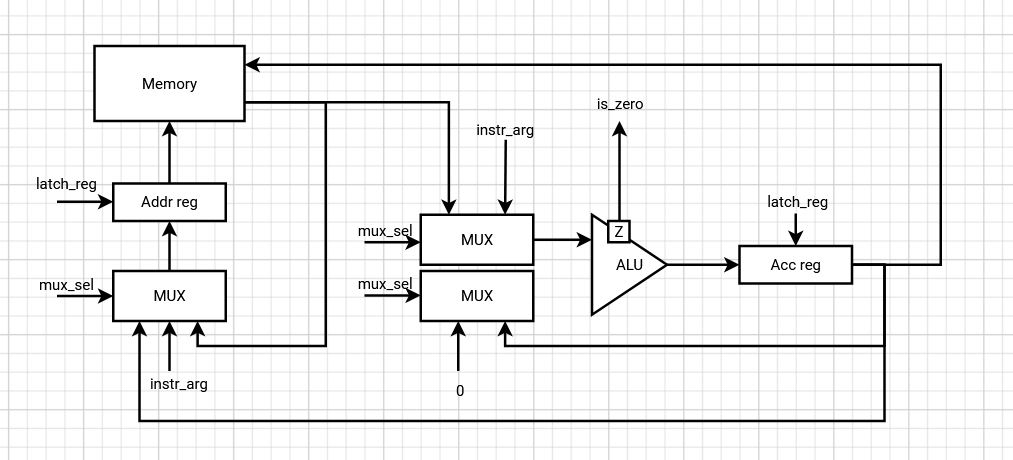 Memory
is_zero
instr_arg
latch_reg
Addr reg
latch_reg
mux_sel
MUX
Z
ALU
Acc reg
mux_sel
MUX
mux_sel
MUX
instr_arg
0